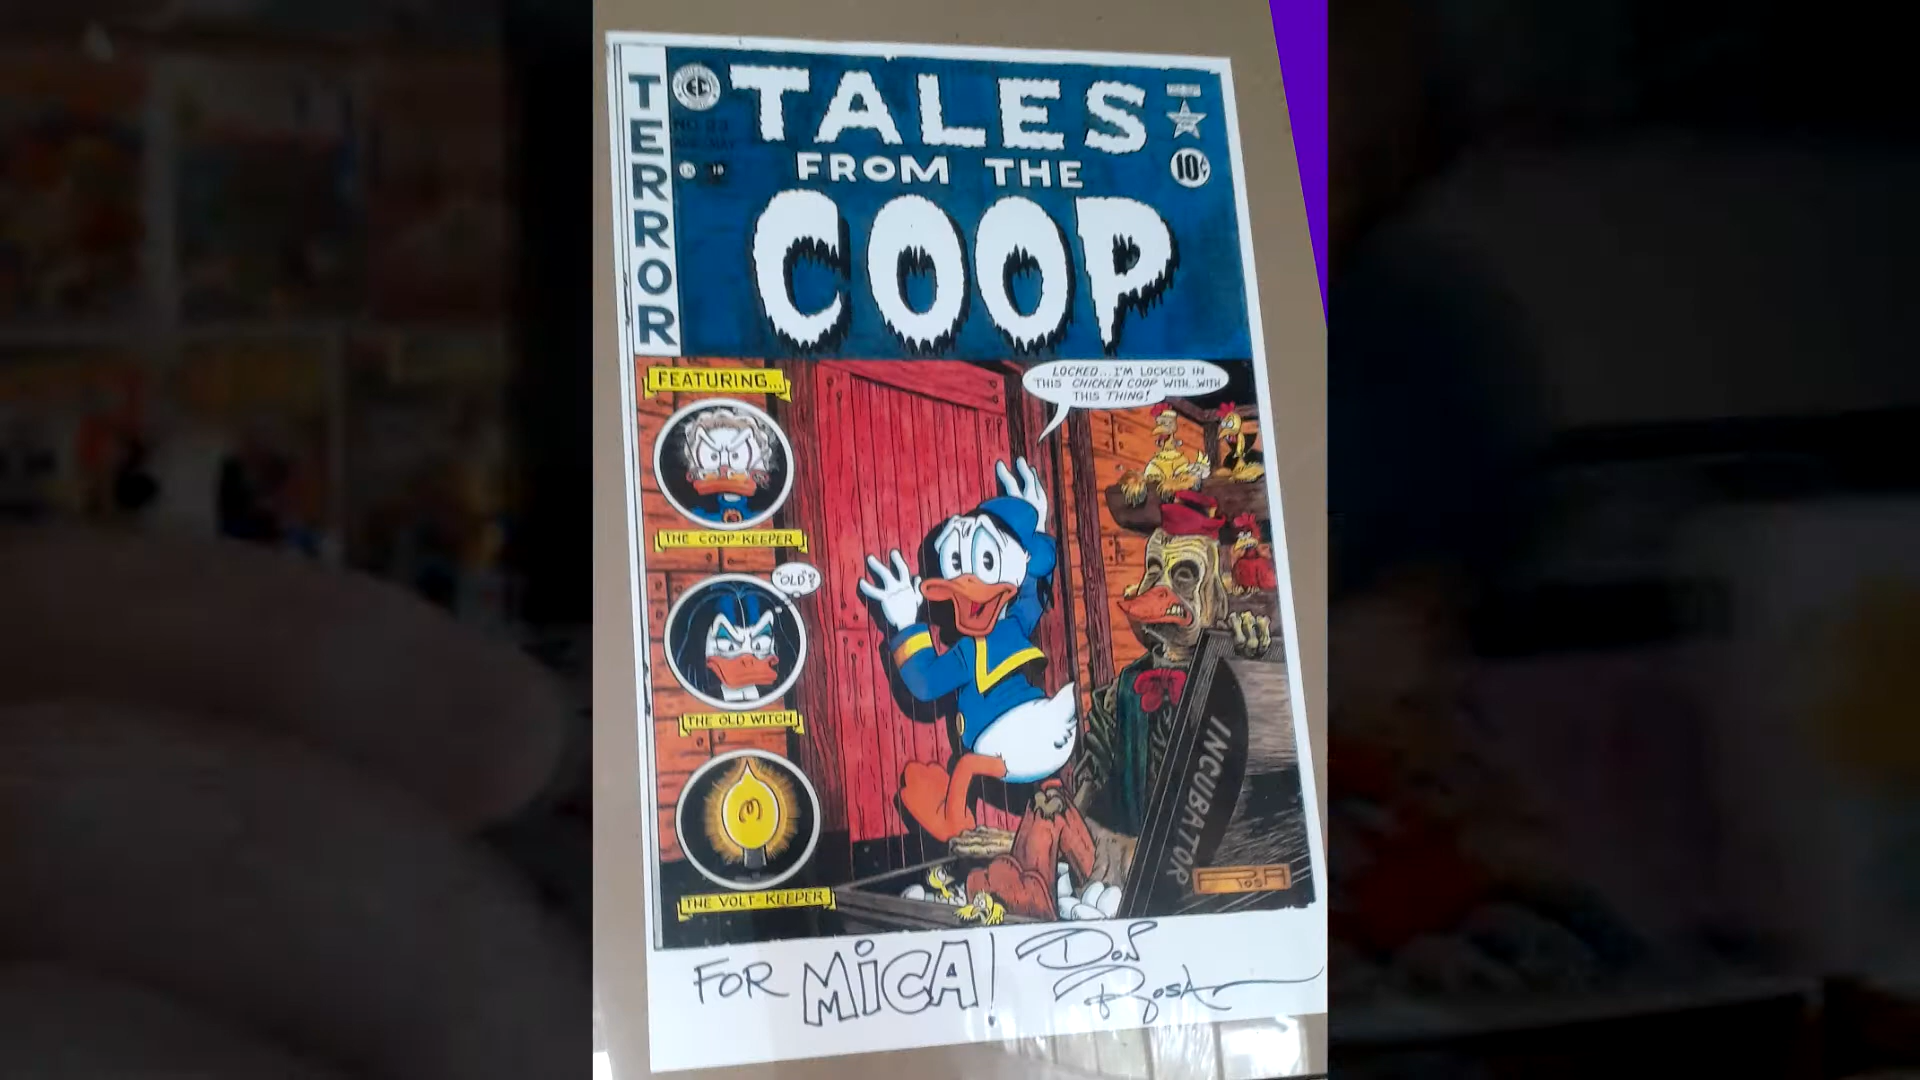 TERROR
EC
TALES
FROM THE
COOP
10¢
FEATURING...
LOCKED...I'M LOCKED IN
THIS CHICKEN COOP WITH...WITH
THIS THING!
THE COOP-KEEPER
"OLD"?
THE OLD WITCH
INCUBATOR
THE VOLT-KEEPER
ROSA
FOR MiCA! DON ROSA